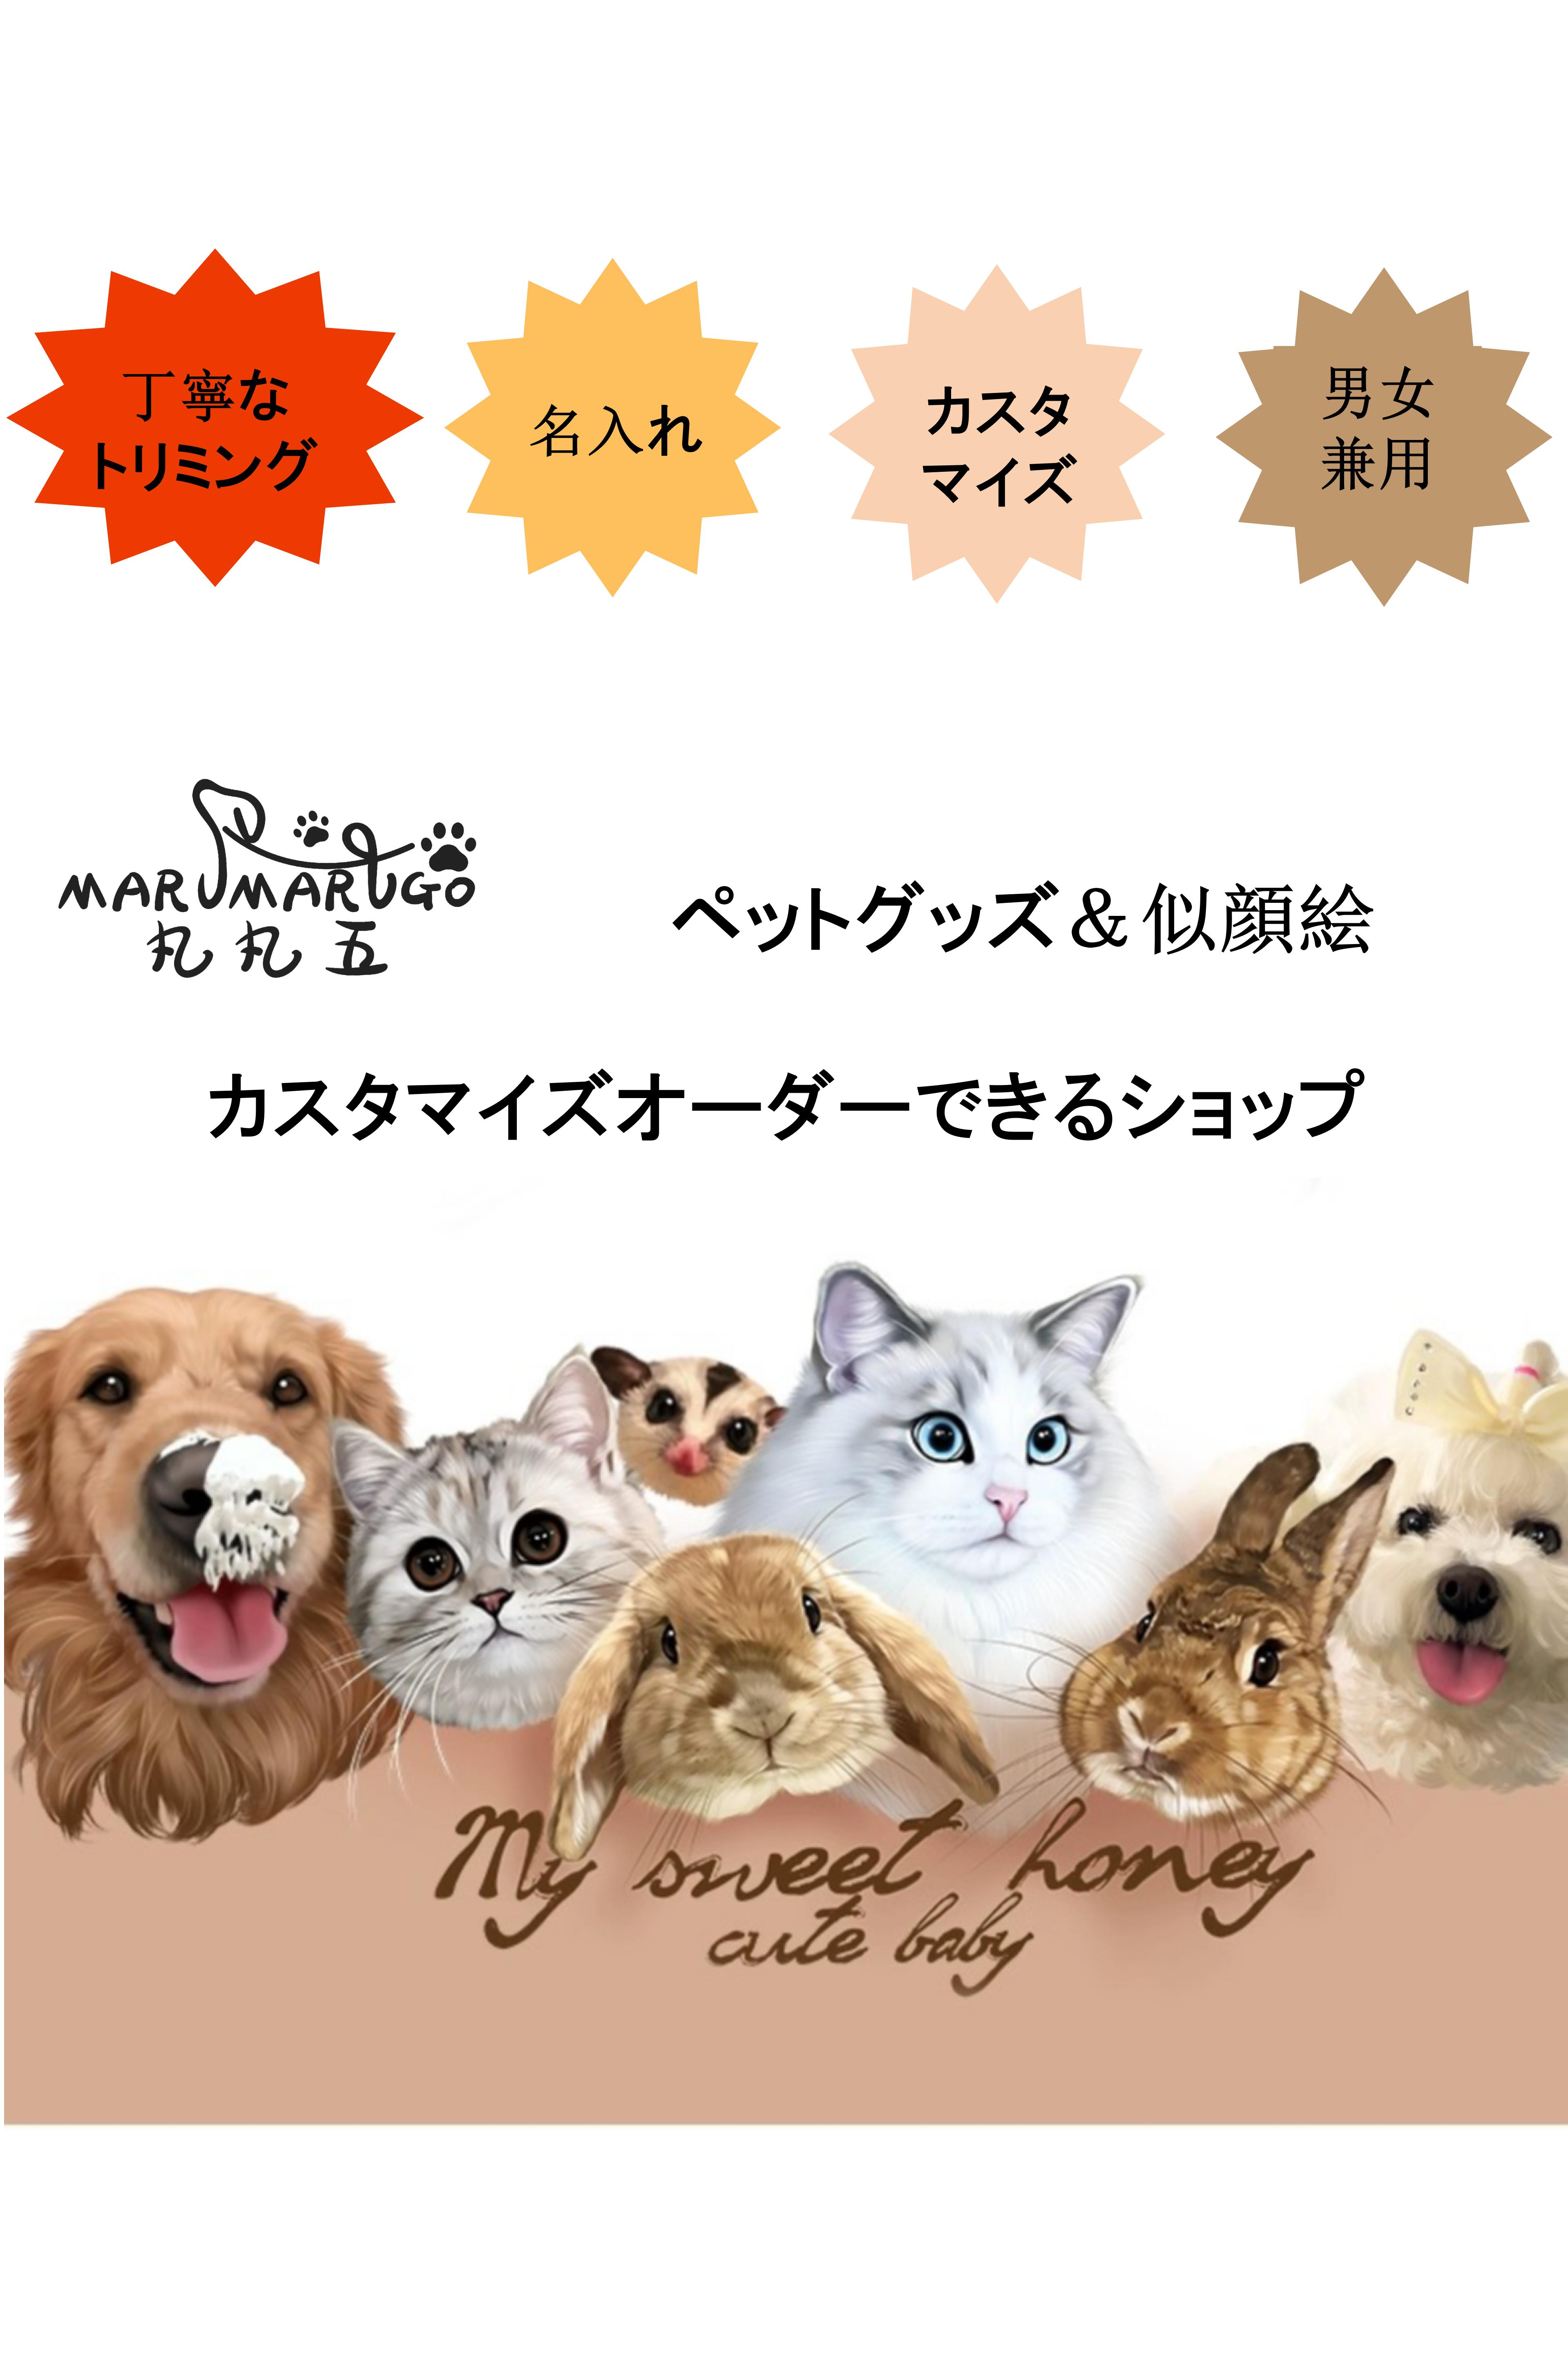 丁寧な
トリミング
名入れ
カスタ
マイズ
男女
兼用
MARUMARUGO
丸丸五
ペットグッズ&似顔絵
カスタマイズオーダーできるショップ
My sweet honey
cute baby